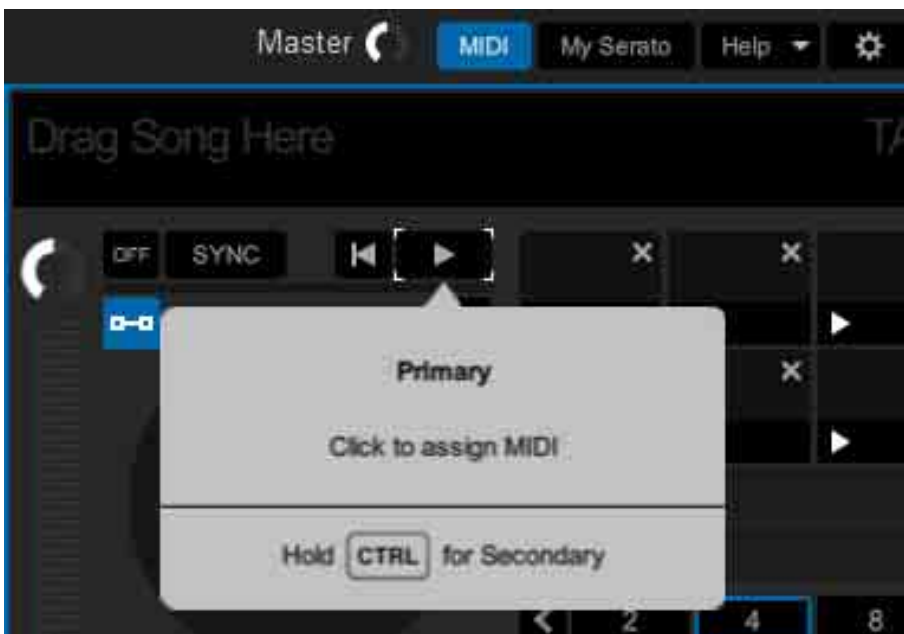 Master MIDI My Serato Help
Drag Song Here TA
OFF SYNC
Primary
Click to assign MIDI
Hold CTRL for Secondary
2 4 8